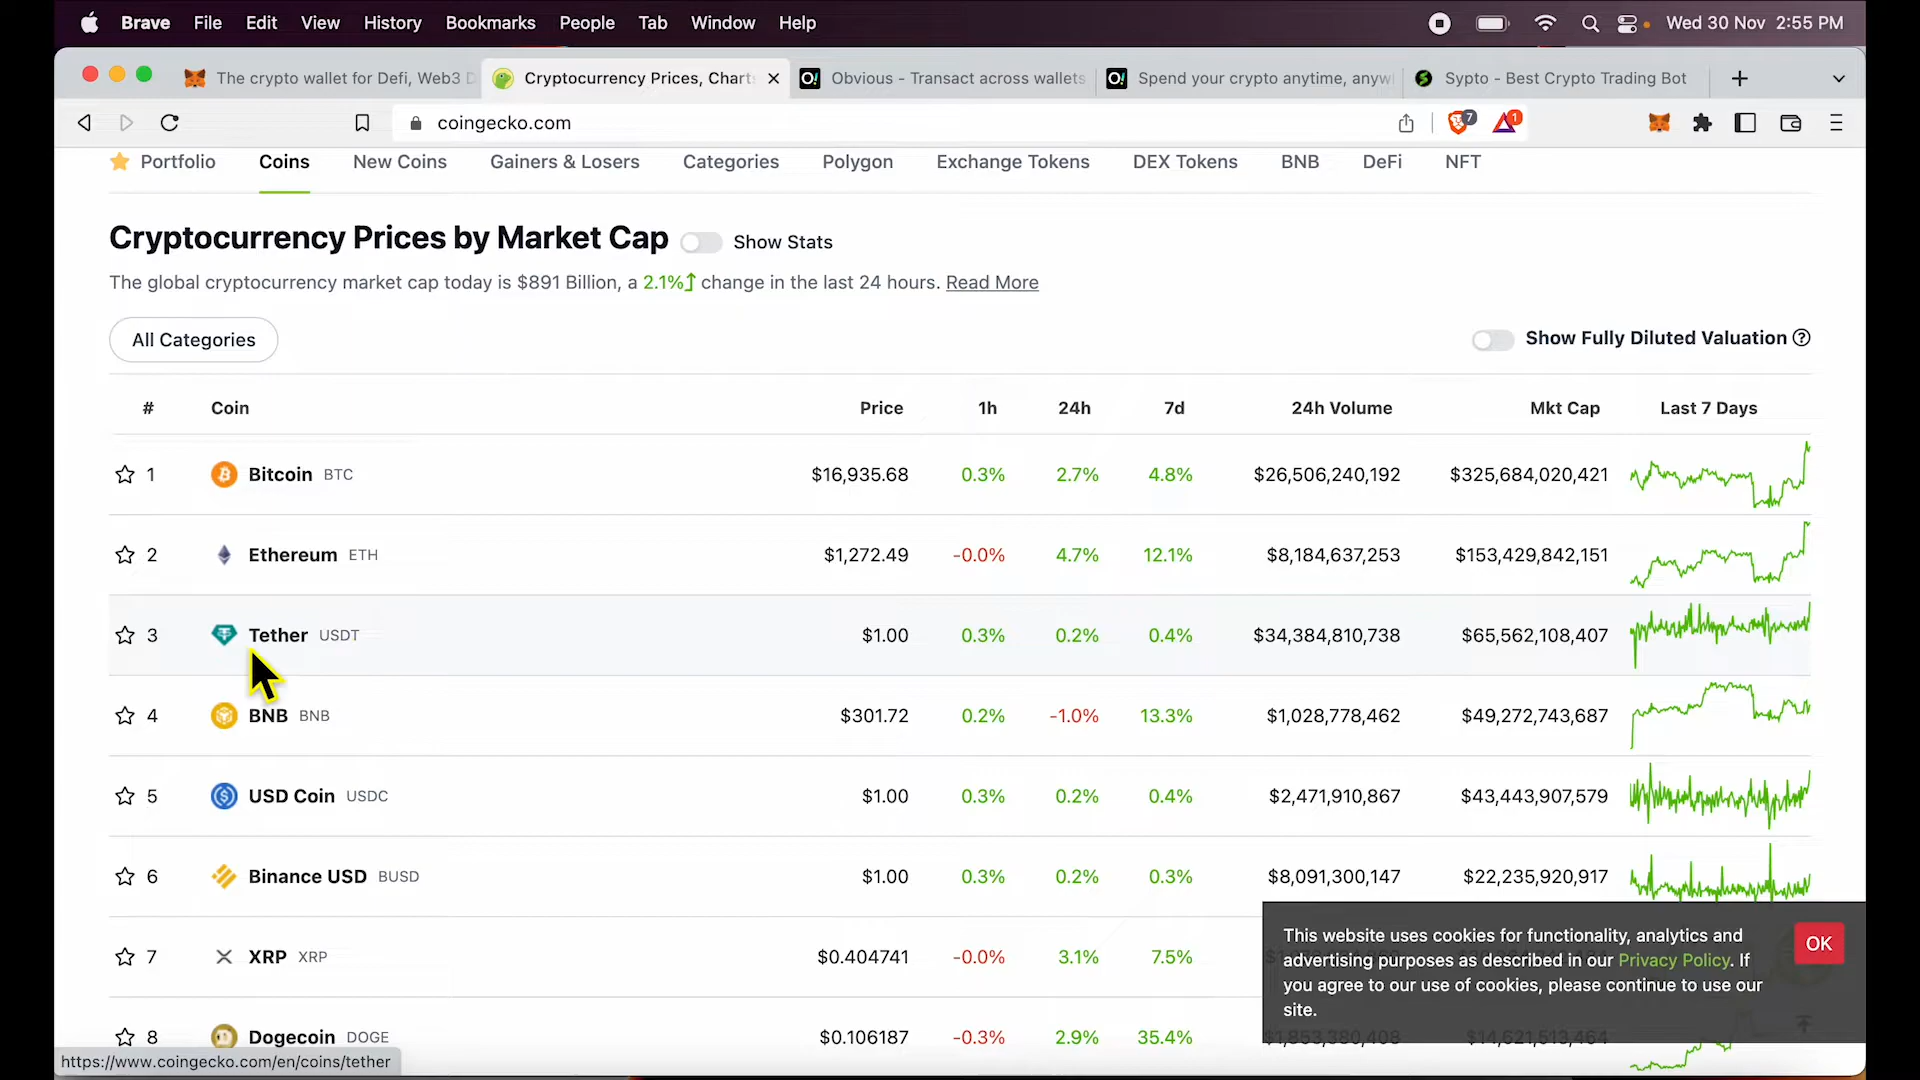 Brave File Edit View History Bookmarks People Tab Window Help Wed 30 Nov 2:55 PM
The crypto wallet for Defi, Web3 D Cryptocurrency Prices, Chart Obvious - Transact across wallets Spend your crypto anytime, anyw Sypto - Best Crypto Trading Bot
coingecko.com 7 1
Portfolio Coins New Coins Gainers & Losers Categories Polygon Exchange Tokens DEX Tokens BNB DeFi NFT
Cryptocurrency Prices by Market Cap Show Stats
The global cryptocurrency market cap today is $891 Billion, a 2.1% change in the last 24 hours. Read More
All Categories Show Fully Diluted Valuation ?
# Coin Price 1h 24h 7d 24h Volume Mkt Cap Last 7 Days
1 Bitcoin BTC $16,935.68 0.3% 2.7% 4.8% $26,506,240,192 $325,684,020,421
2 Ethereum ETH $1,272.49 -0.0% 4.7% 12.1% $8,184,637,253 $153,429,842,151
3 Tether USDT $1.00 0.3% 0.2% 0.4% $34,384,810,738 $65,562,108,407
4 BNB BNB $301.72 0.2% -1.0% 13.3% $1,028,778,462 $49,272,743,687
5 USD Coin USDC $1.00 0.3% 0.2% 0.4% $2,471,910,867 $43,443,907,579
6 Binance USD BUSD $1.00 0.3% 0.2% 0.3% $8,091,300,147 $22,235,920,917
7 XRP XRP $0.404741 -0.0% 3.1% 7.5%
8 Dogecoin DOGE $0.106187 -0.3% 2.9% 35.4% $1,853,380,408 $14,621,513,464
This website uses cookies for functionality, analytics and
advertising purposes as described in our Privacy Policy. If
you agree to our use of cookies, please continue to use our
site.
OK
https://www.coingecko.com/en/coins/tether